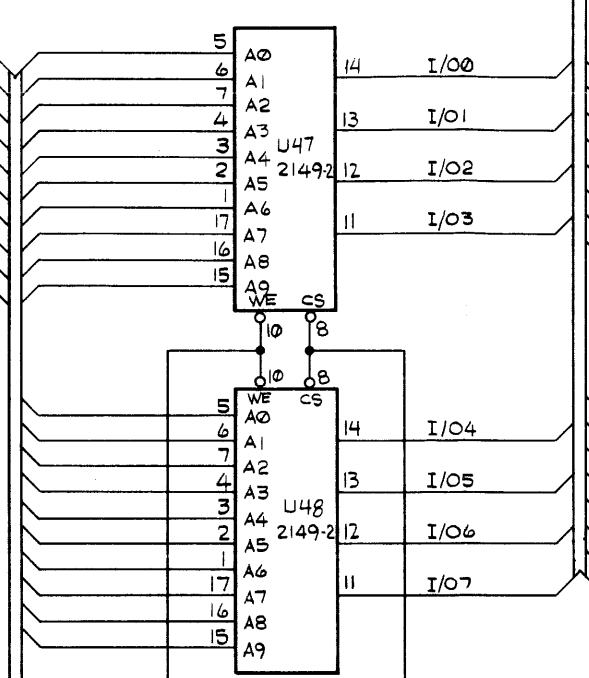 5 A0
6 A1 14 I/O0
7 A2
4 A3 13 I/O1
3 A4 U47
2 A5 2149-2 12 I/O2
1 A6
17 A7 11 I/O3
16 A8
15 A9
WE CS
10 8
10 8
WE CS
5 A0
6 A1 14 I/O4
7 A2
4 A3 13 I/O5
3 A4 U48
2 A5 2149-2 12 I/O6
1 A6
17 A7 11 I/O7
16 A8
15 A9